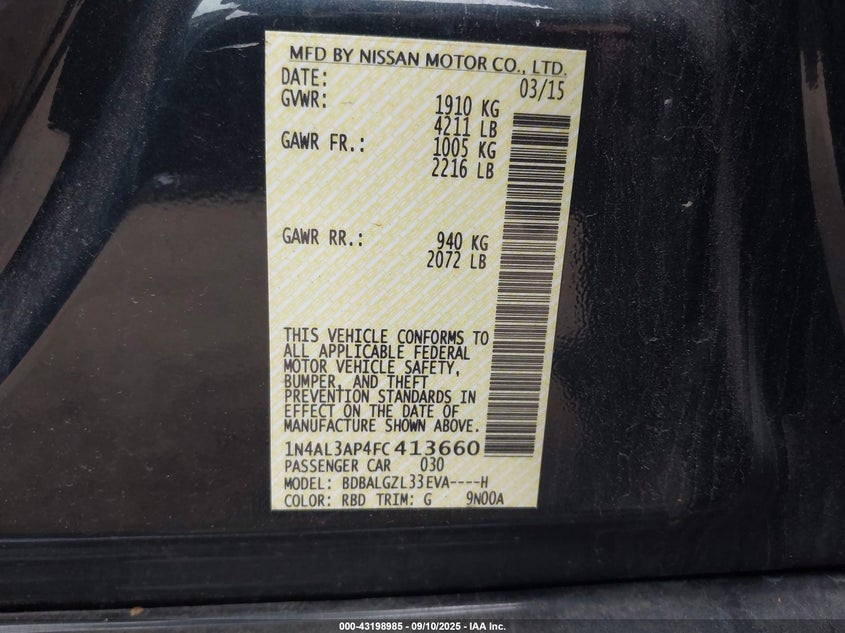 MFD BY NISSAN MOTOR CO., LTD.
DATE: 03/15
GVWR: 1910 KG
4211 LB
GAWR FR.: 1005 KG
2216 LB
GAWR RR.: 940 KG
2072 LB
THIS VEHICLE CONFORMS TO
ALL APPLICABLE FEDERAL
MOTOR VEHICLE SAFETY,
BUMPER, AND THEFT
PREVENTION STANDARDS IN
EFFECT ON THE DATE OF
MANUFACTURE SHOWN ABOVE.
1N4AL3AP4FC413660
PASSENGER CAR 030
MODEL: BDBALGZL33EVA----H
COLOR: RBD TRIM: G 9N00A
000-43198985 - 09/10/2025 - IAA Inc.